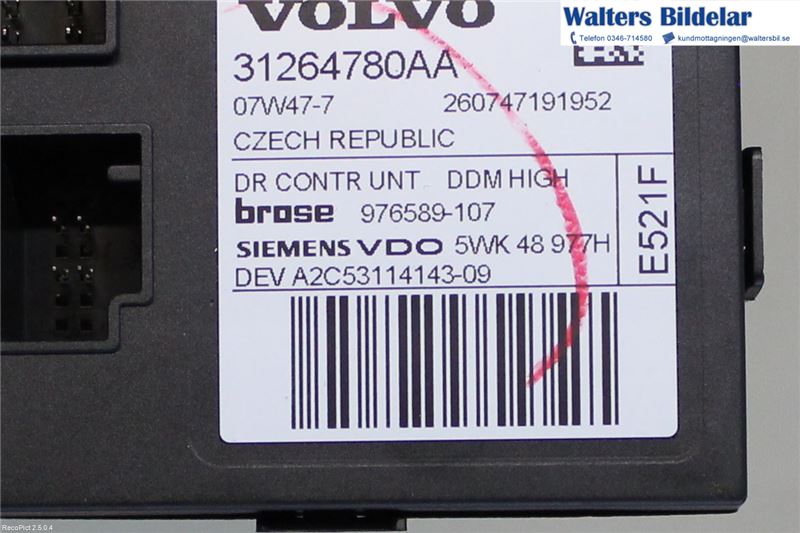 VOLVO
Walters Bildelar
Telefon 0346-714580 kundmottagningen@waltersbil.se
31264780AA
07W47-7 260747191952
CZECH REPUBLIC
DR CONTR UNT DDM HIGH
brose 976589-107
SIEMENS VDO 5WK 48 977H
DEV A2C53114143-09
E521F
RecoPict 2.5.0.4